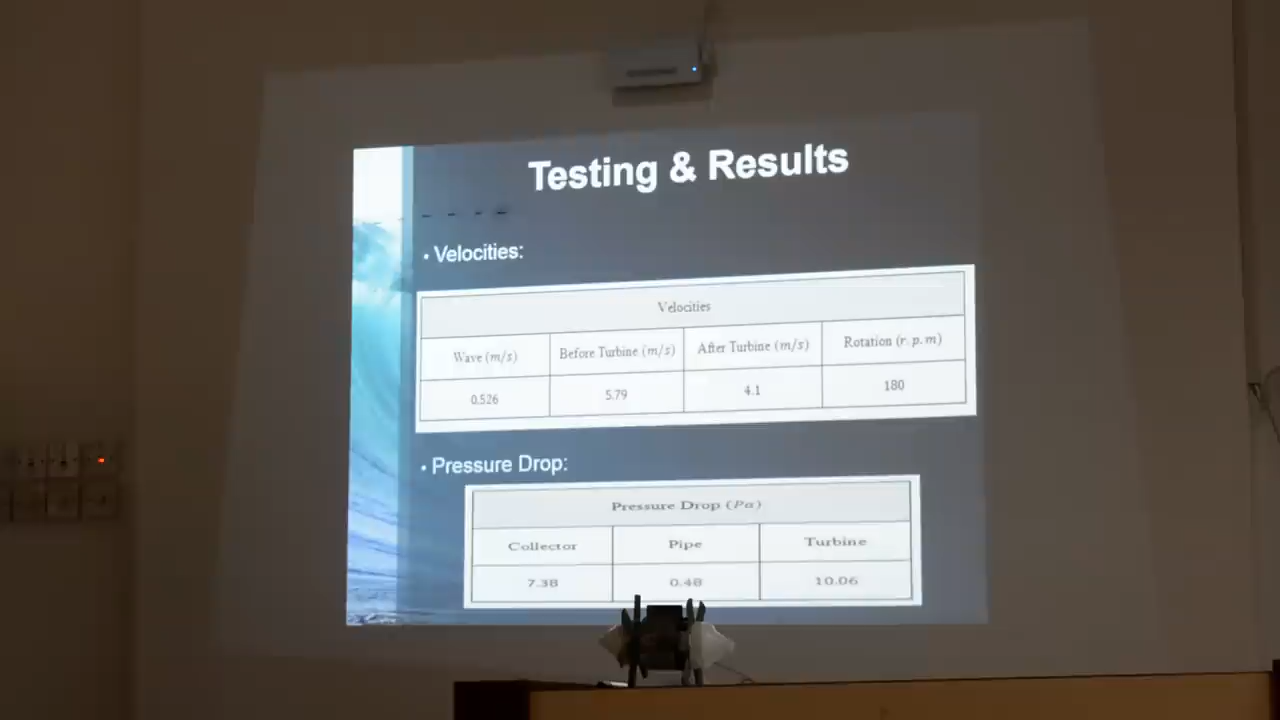 Testing & Results
• Velocities:
Velocities
Wave (m/s) Before Turbine (m/s) After Turbine (m/s) Rotation (r. p. m)
0.526 5.79 4.1 180
• Pressure Drop:
Pressure Drop (Pa)
Collector Pipe Turbine
7.38 0.48 10.06